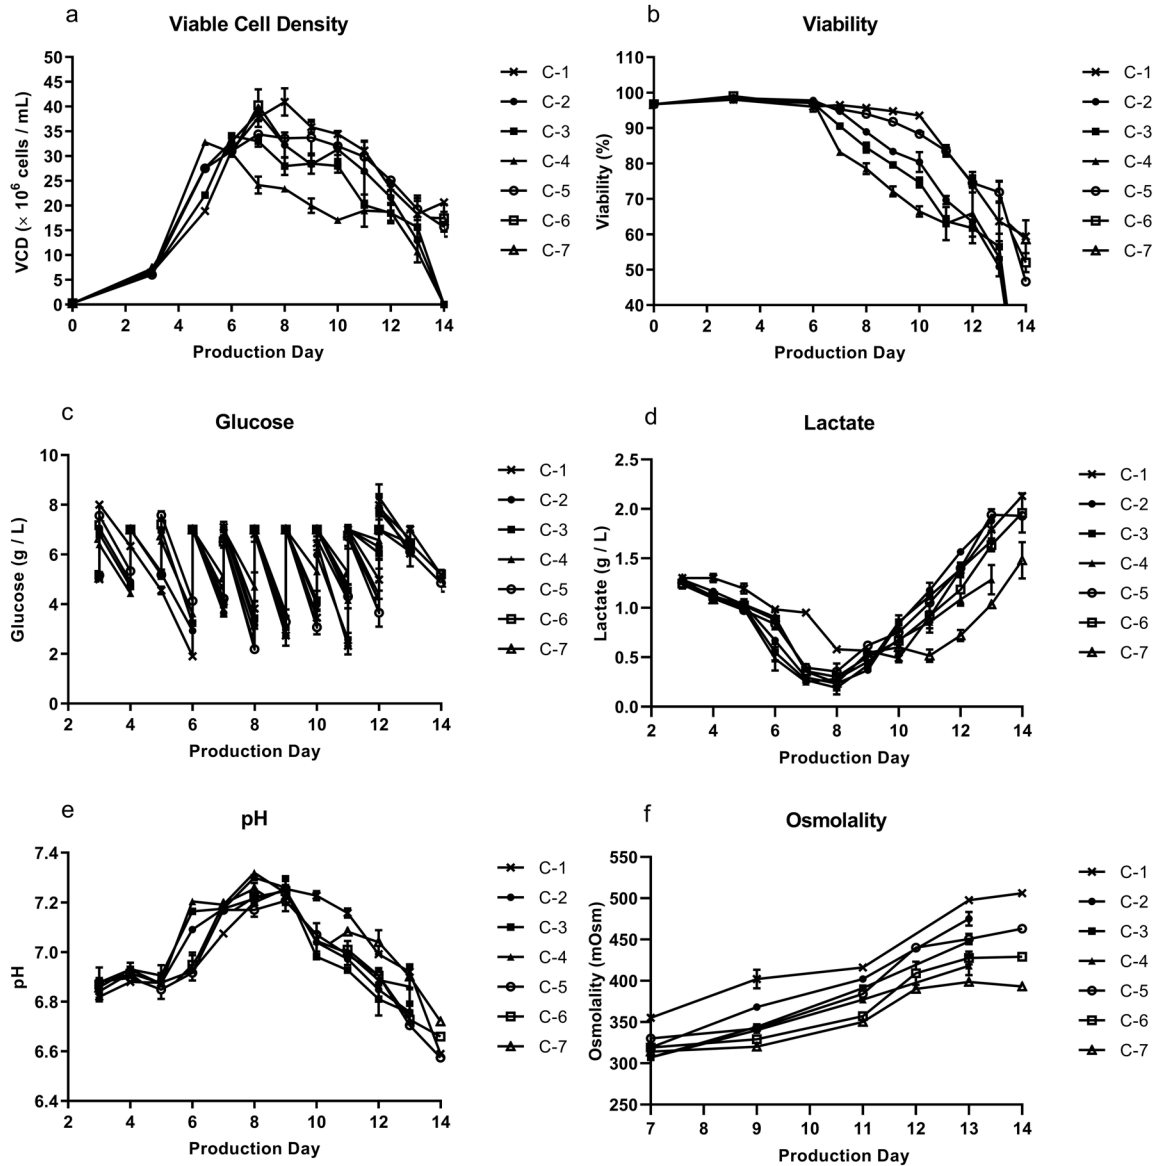 a
Viable Cell Density
VCD (× 10⁶ cells / mL)
50
45
40
35
30
25
20
15
10
5
0
0 2 4 6 8 10 12 14
Production Day
C-1
C-2
C-3
C-4
C-5
C-6
C-7
b
Viability
Viability (%)
110
100
90
80
70
60
50
40
0 2 4 6 8 10 12 14
Production Day
C-1
C-2
C-3
C-4
C-5
C-6
C-7
c
Glucose
Glucose (g / L)
10
8
6
4
2
0
2 4 6 8 10 12 14
Production Day
C-1
C-2
C-3
C-4
C-5
C-6
C-7
d
Lactate
Lactate (g / L)
2.5
2.0
1.5
1.0
0.5
0.0
2 4 6 8 10 12 14
Production Day
C-1
C-2
C-3
C-4
C-5
C-6
C-7
e
pH
pH
7.4
7.2
7.0
6.8
6.6
6.4
2 4 6 8 10 12 14
Production Day
C-1
C-2
C-3
C-4
C-5
C-6
C-7
f
Osmolality
Osmolality (mOsm)
550
500
450
400
350
300
250
7 8 9 10 11 12 13 14
Production Day
C-1
C-2
C-3
C-4
C-5
C-6
C-7